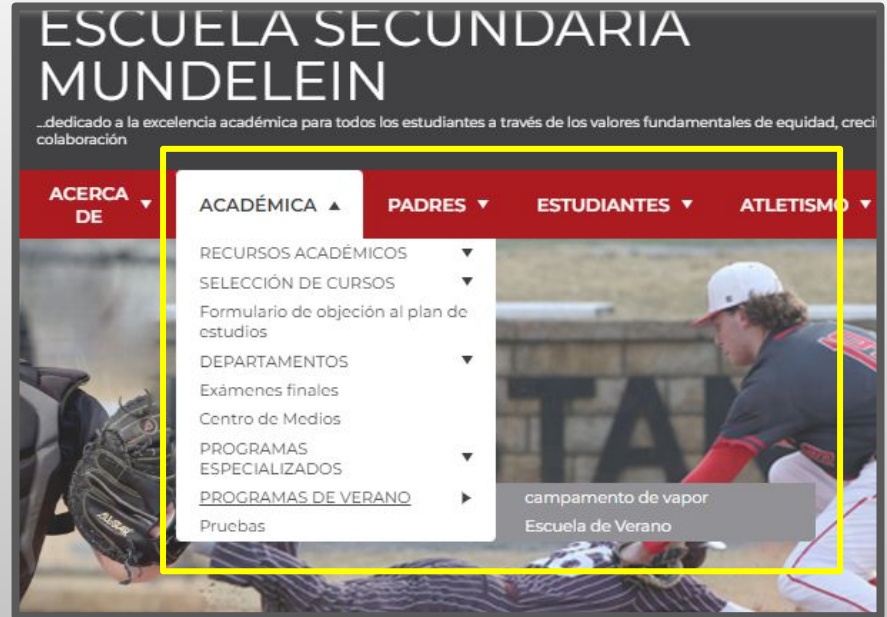 ESCUELA SECUNDARIA
MUNDELEIN
...dedicado a la excelencia académica para todos los estudiantes a través de los valores fundamentales de equidad,
colaboración
ACERCA
DE
ACADÉMICA
PADRES
ESTUDIANTES
ATLETISMO
RECURSOS ACADÉMICOS
SELECCIÓN DE CURSOS
Formulario de objeción al plan de
estudios
DEPARTAMENTOS
Exámenes finales
Centro de Medios
PROGRAMAS
ESPECIALIZADOS
PROGRAMAS DE VERANO
campamento de vapor
Pruebas
Escuela de Verano